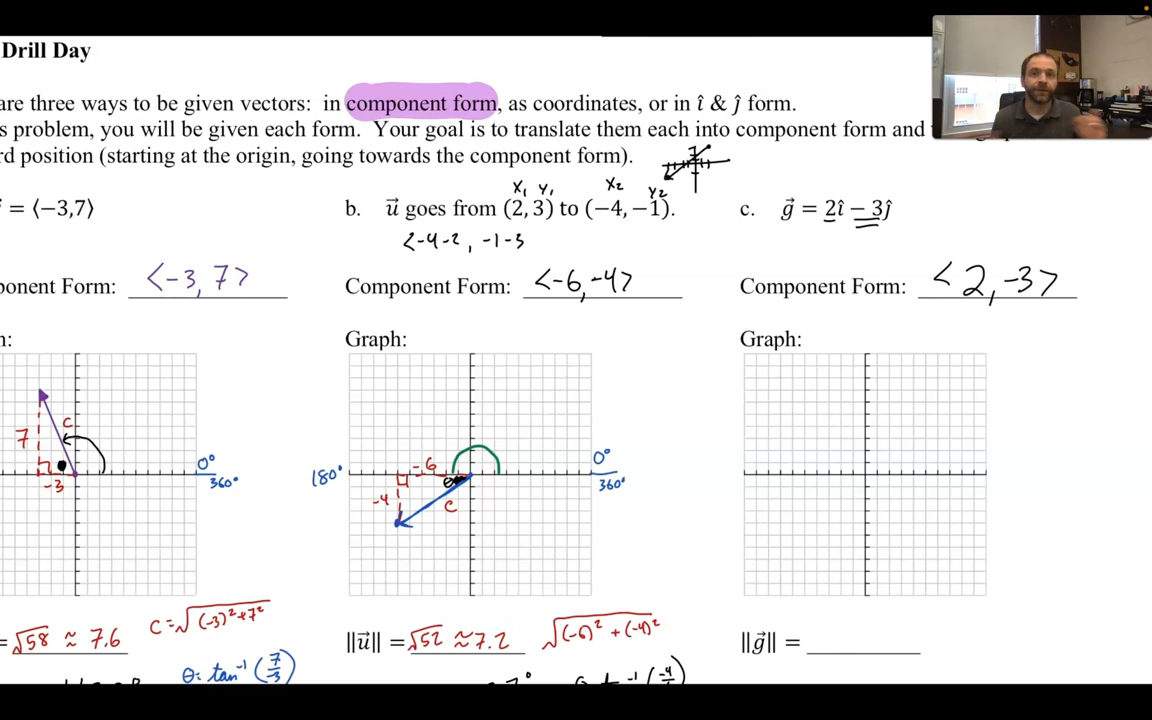 Drill Day
are three ways to be given vectors: in component form, as coordinates, or in î & ĵ form.
s problem, you will be given each form. Your goal is to translate them each into component form and
rd position (starting at the origin, going towards the component form).
= ⟨−3,7⟩
b. u⃗ goes from (2, 3) to (−4, −1).
x₁ y₁ x₂ y₂
<-4-2, -1-3
c. g⃗ = 2î − 3ĵ
ponent Form: <-3, 7>
Component Form: <-6, -4>
Component Form: <2, -3>
h:
Graph:
Graph:
7
c
-3
0°
360°
180°
-6
-4
θ
c
0°
360°
= √58 ≈ 7.6
c = √(-3)²+7²
θ = tan⁻¹(7/-3)
‖u⃗‖ = √52 ≈ 7.2
√(-6)² + (-4)²
‖g⃗‖ =